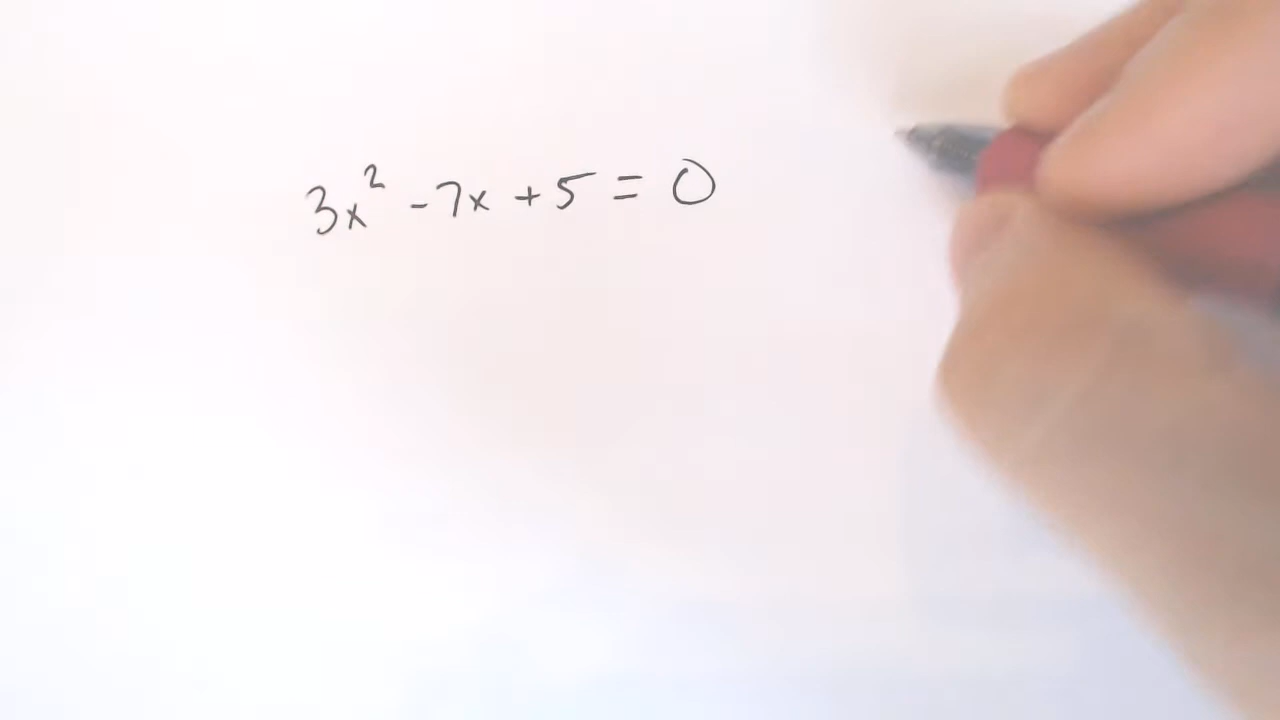 3x² - 7x + 5 = 0